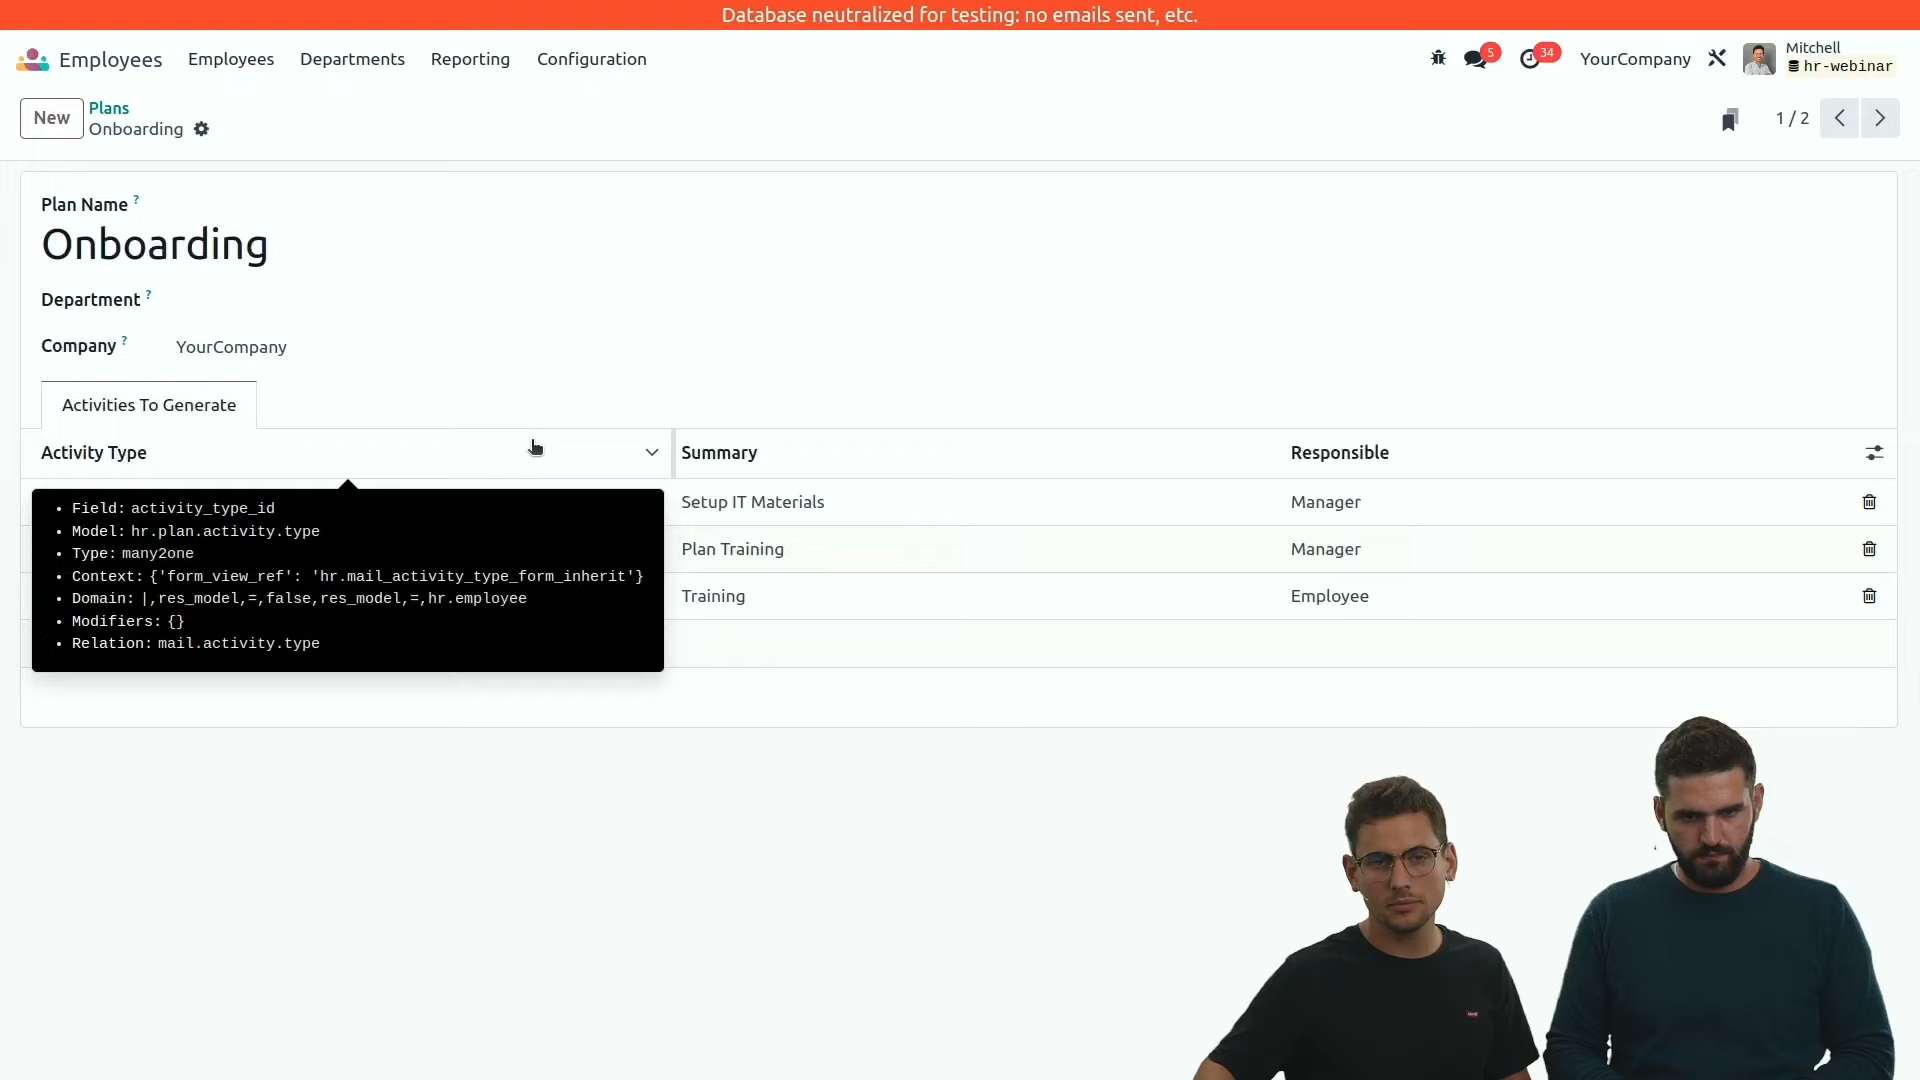 Database neutralized for testing: no emails sent, etc.
Employees Employees Departments Reporting Configuration 5 34 YourCompany Mitchell
hr-webinar
New Plans
Onboarding 1 / 2
Plan Name ?
Onboarding
Department ?
Company ? YourCompany
Activities To Generate
Activity Type Summary Responsible
Setup IT Materials Manager
Plan Training Manager
Training Employee
• Field: activity_type_id
• Model: hr.plan.activity.type
• Type: many2one
• Context: {'form_view_ref': 'hr.mail_activity_type_form_inherit'}
• Domain: |,res_model,=,false,res_model,=,hr.employee
• Modifiers: {}
• Relation: mail.activity.type